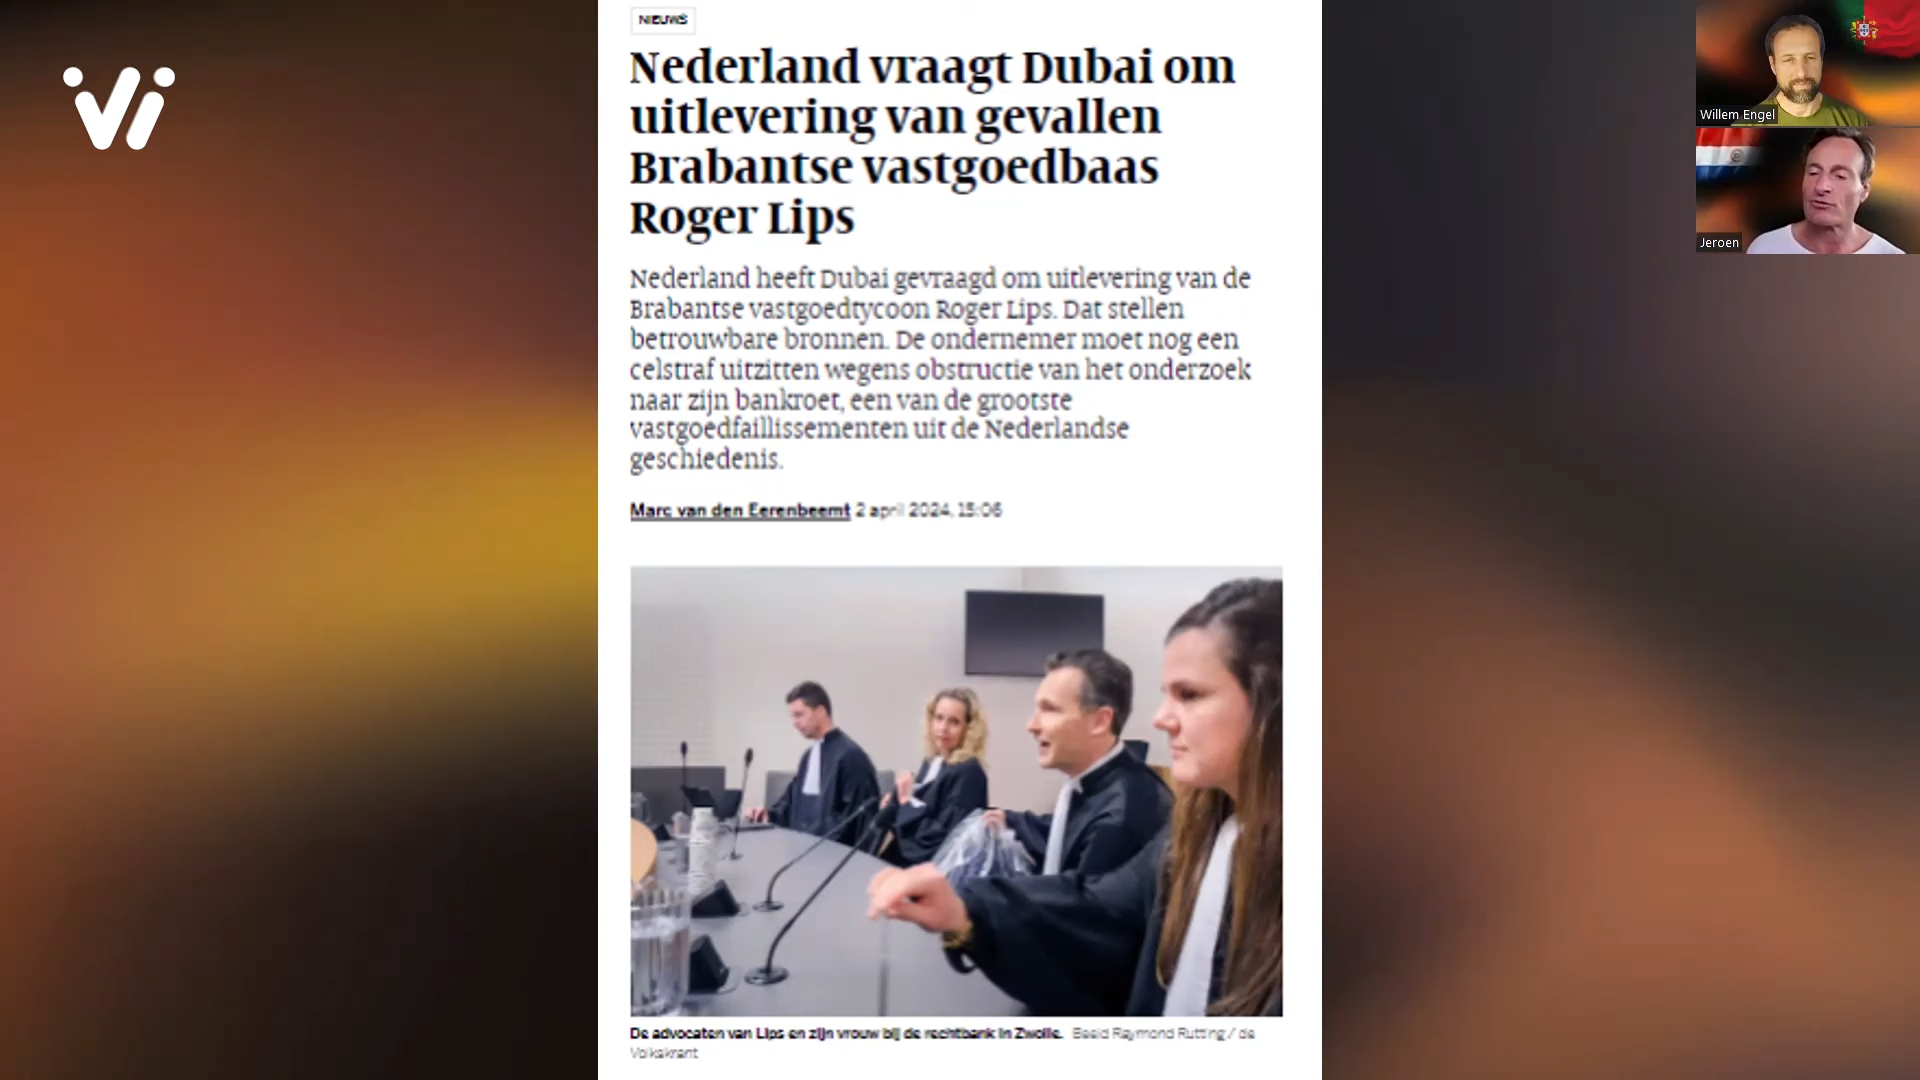 Vi
NIEUWS
Nederland vraagt Dubai om
uitlevering van gevallen
Brabantse vastgoedbaas
Roger Lips
Nederland heeft Dubai gevraagd om uitlevering van de
Brabantse vastgoedtycoon Roger Lips. Dat stellen
betrouwbare bronnen. De ondernemer moet nog een
celstraf uitzitten wegens obstructie van het onderzoek
naar zijn bankroet, een van de grootste
vastgoedfaillissementen uit de Nederlandse
geschiedenis.
Marc van den Eerenbeemt 2 april 2024, 15:06
De advocaten van Lips en zijn vrouw bij de rechtbank in Zwolle. Beeld Raymond Rutting / de
Volkskrant
Willem Engel
Jeroen